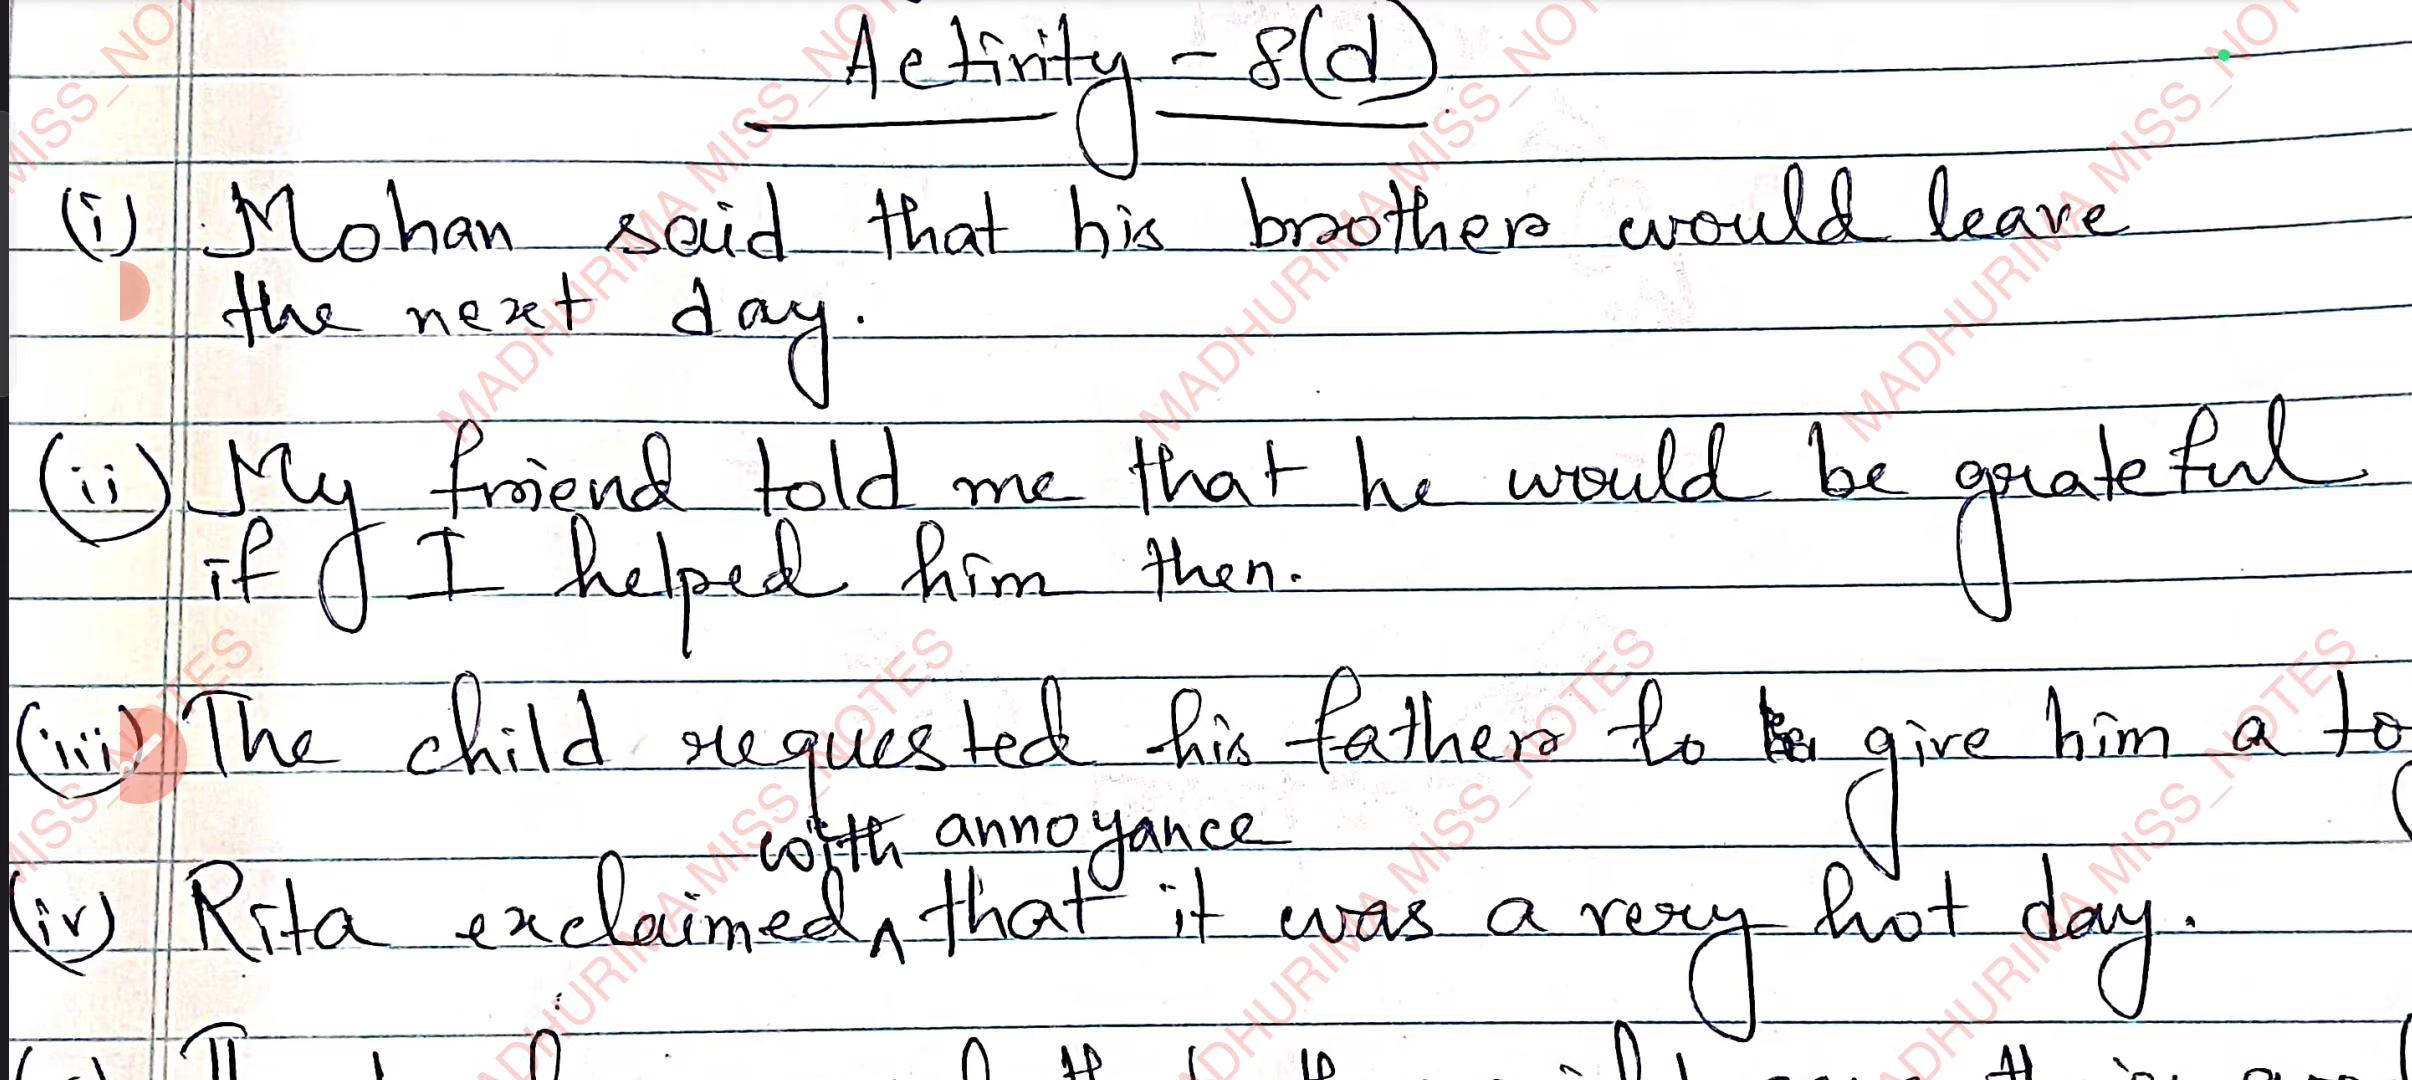 Activity - 8(d)
(i) Mohan said that his brother would leave
the next day.
(ii) My friend told me that he would be grateful
if I helped him then.
(iii) The child requested his father to give him a to
with annoyance
(iv) Rita exclaimed ^ that it was a very hot day.
MADHURIMA MISS_NOTES